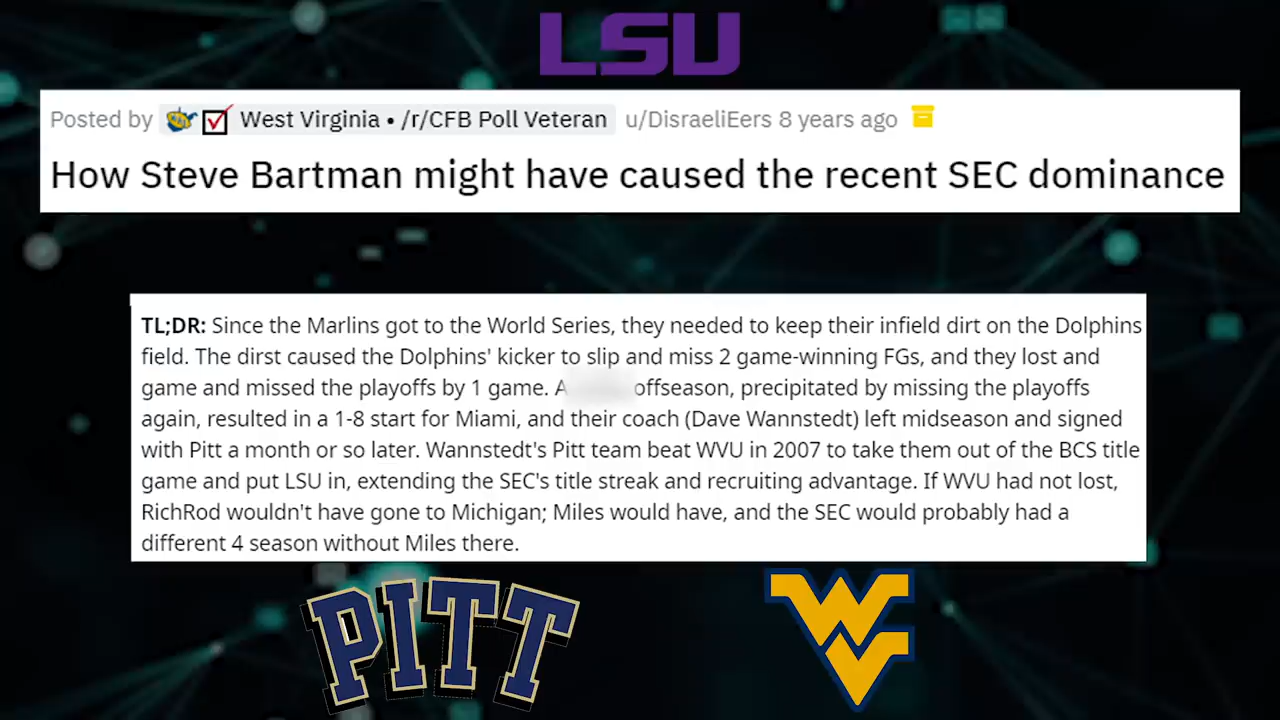 LSU
Posted by West Virginia • /r/CFB Poll Veteran u/DisraeliEers 8 years ago
How Steve Bartman might have caused the recent SEC dominance
TL;DR: Since the Marlins got to the World Series, they needed to keep their infield dirt on the Dolphins
field. The dirst caused the Dolphins' kicker to slip and miss 2 game-winning FGs, and they lost and
game and missed the playoffs by 1 game. A offseason, precipitated by missing the playoffs
again, resulted in a 1-8 start for Miami, and their coach (Dave Wannstedt) left midseason and signed
with Pitt a month or so later. Wannstedt's Pitt team beat WVU in 2007 to take them out of the BCS title
game and put LSU in, extending the SEC's title streak and recruiting advantage. If WVU had not lost,
RichRod wouldn't have gone to Michigan; Miles would have, and the SEC would probably had a
different 4 season without Miles there.
PITT
WV